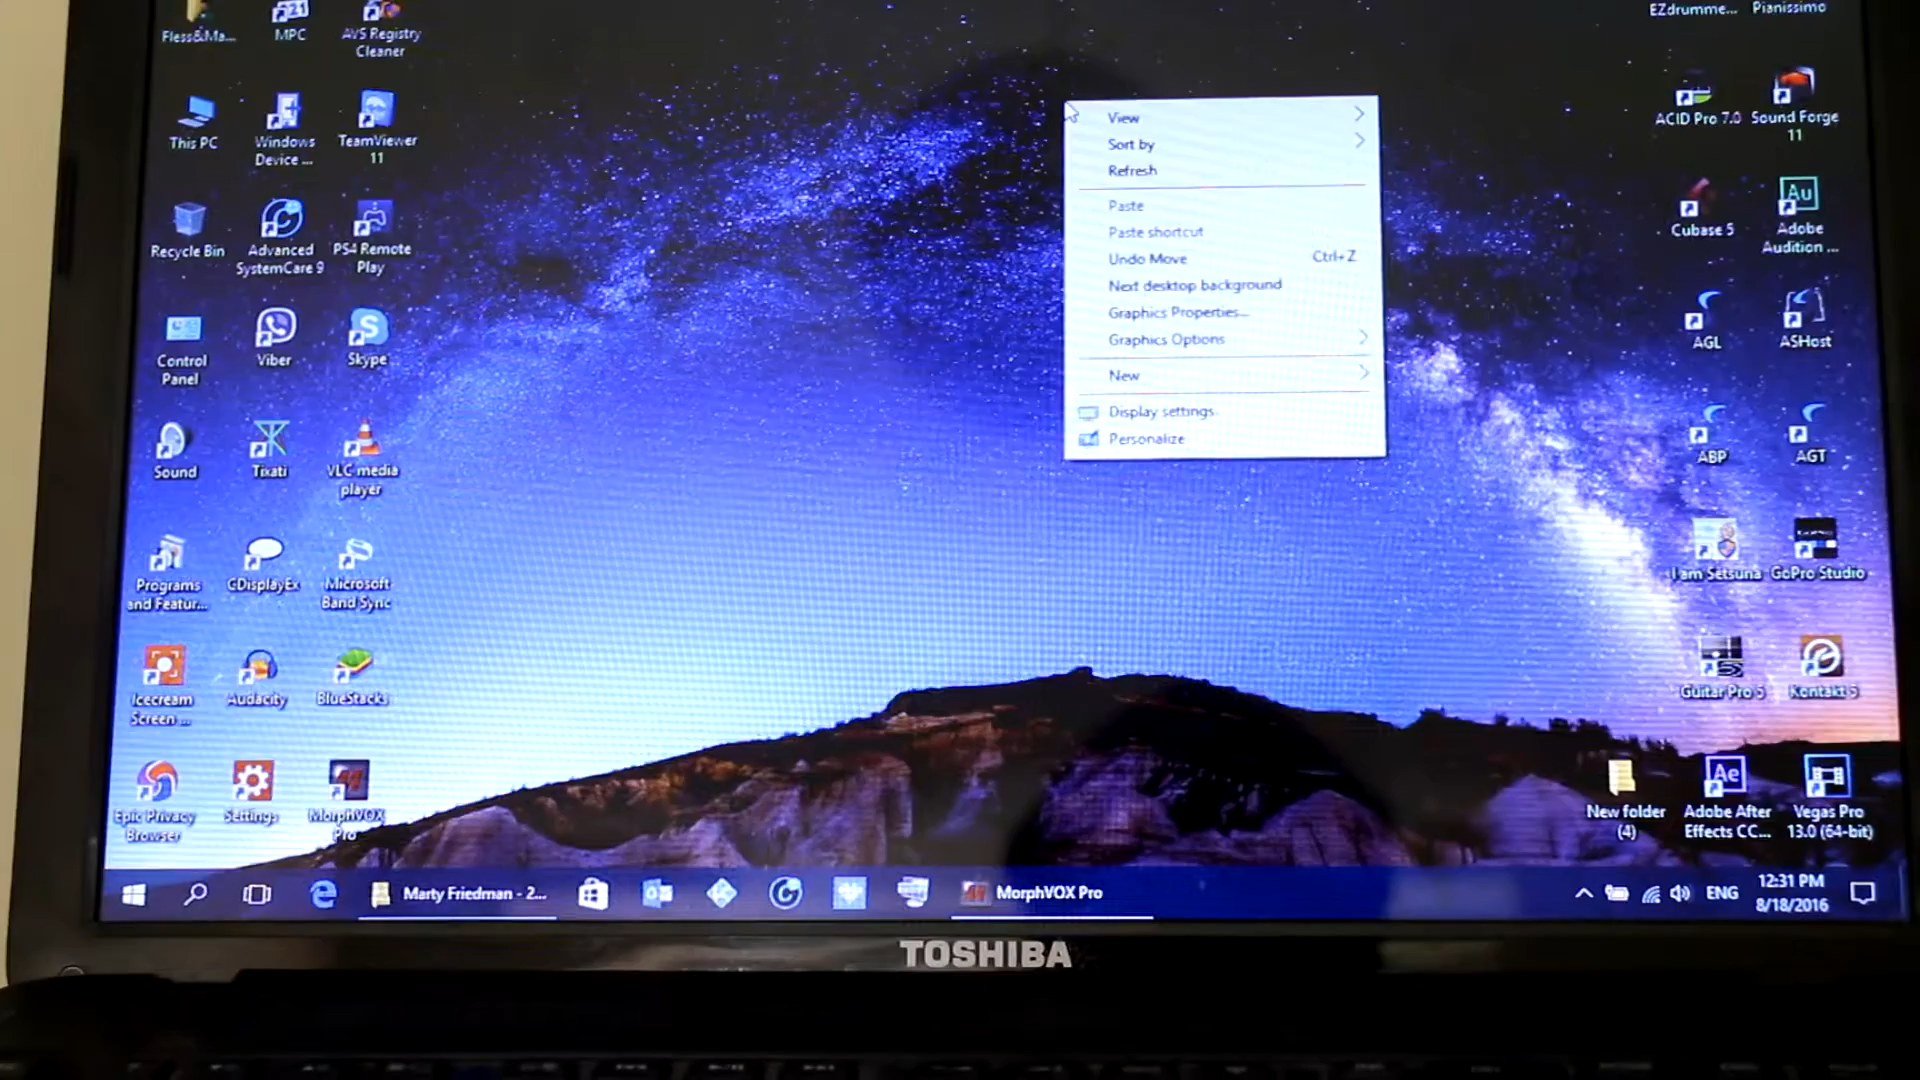 Fless&Ma...
MPC
AVS Registry
Cleaner
EZdrumme...
Pianissimo
This PC
Windows
Device ...
TeamViewer
11
ACID Pro 7.0
Sound Forge
11
Recycle Bin
Advanced
SystemCare 9
PS4 Remote
Play
Cubase 5
Au
Adobe
Audition ...
Control
Panel
Viber
Skype
AGL
ASHost
Sound
Tixati
VLC media
player
ABP
AGT
Programs
and Featur...
CDisplayEx
Microsoft
Band Sync
I am Setsuna
GoPro Studio
Icecream
Screen ...
Audacity
BlueStacks
Guitar Pro 5
Kontakt 5
Epic Privacy
Browser
Settings
MorphVOX
Pro
New folder
(4)
Ae
Adobe After
Effects CC...
Vegas Pro
13.0 (64-bit)
View
Sort by
Refresh
Paste
Paste shortcut
Undo Move Ctrl+Z
Next desktop background
Graphics Properties...
Graphics Options
New
Display settings
Personalize
Marty Friedman - 2...
MorphVOX Pro
ENG
12:31 PM
8/18/2016
TOSHIBA